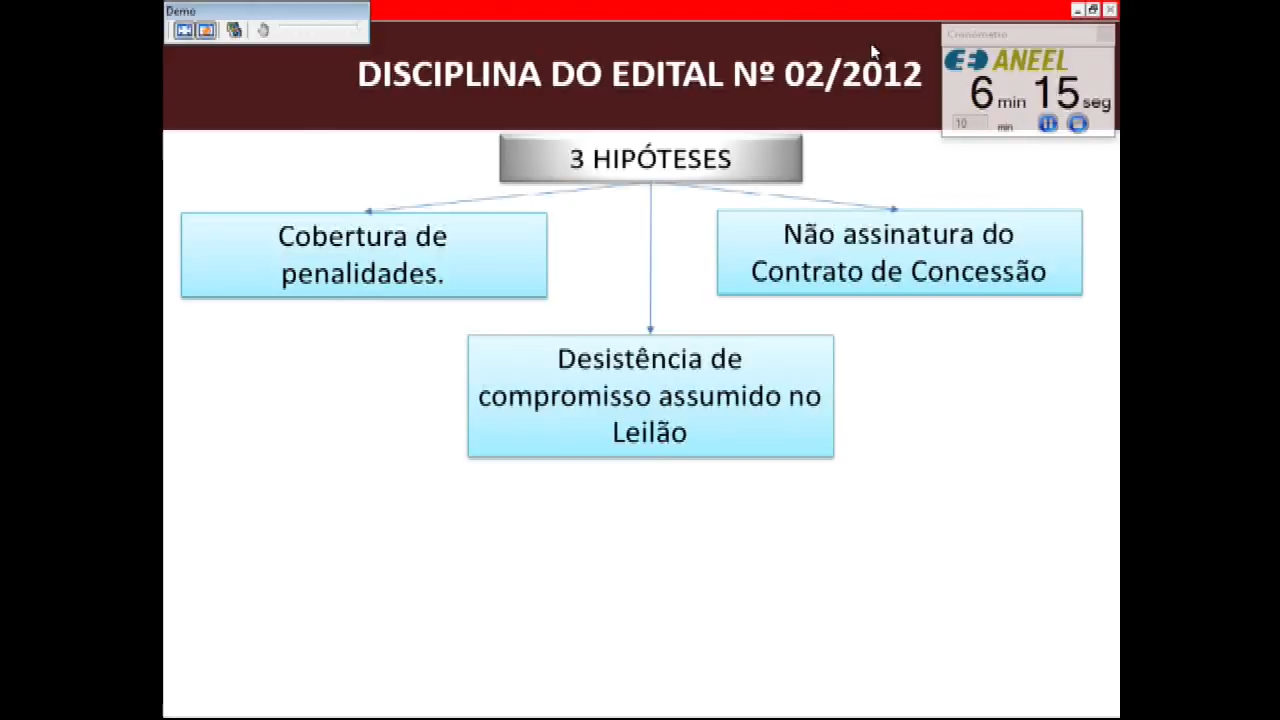 Demo
Cronômetro
ANEEL
6 min 15 seg
10 min
DISCIPLINA DO EDITAL Nº 02/2012
3 HIPÓTESES
Cobertura de
penalidades.
Não assinatura do
Contrato de Concessão
Desistência de
compromisso assumido no
Leilão